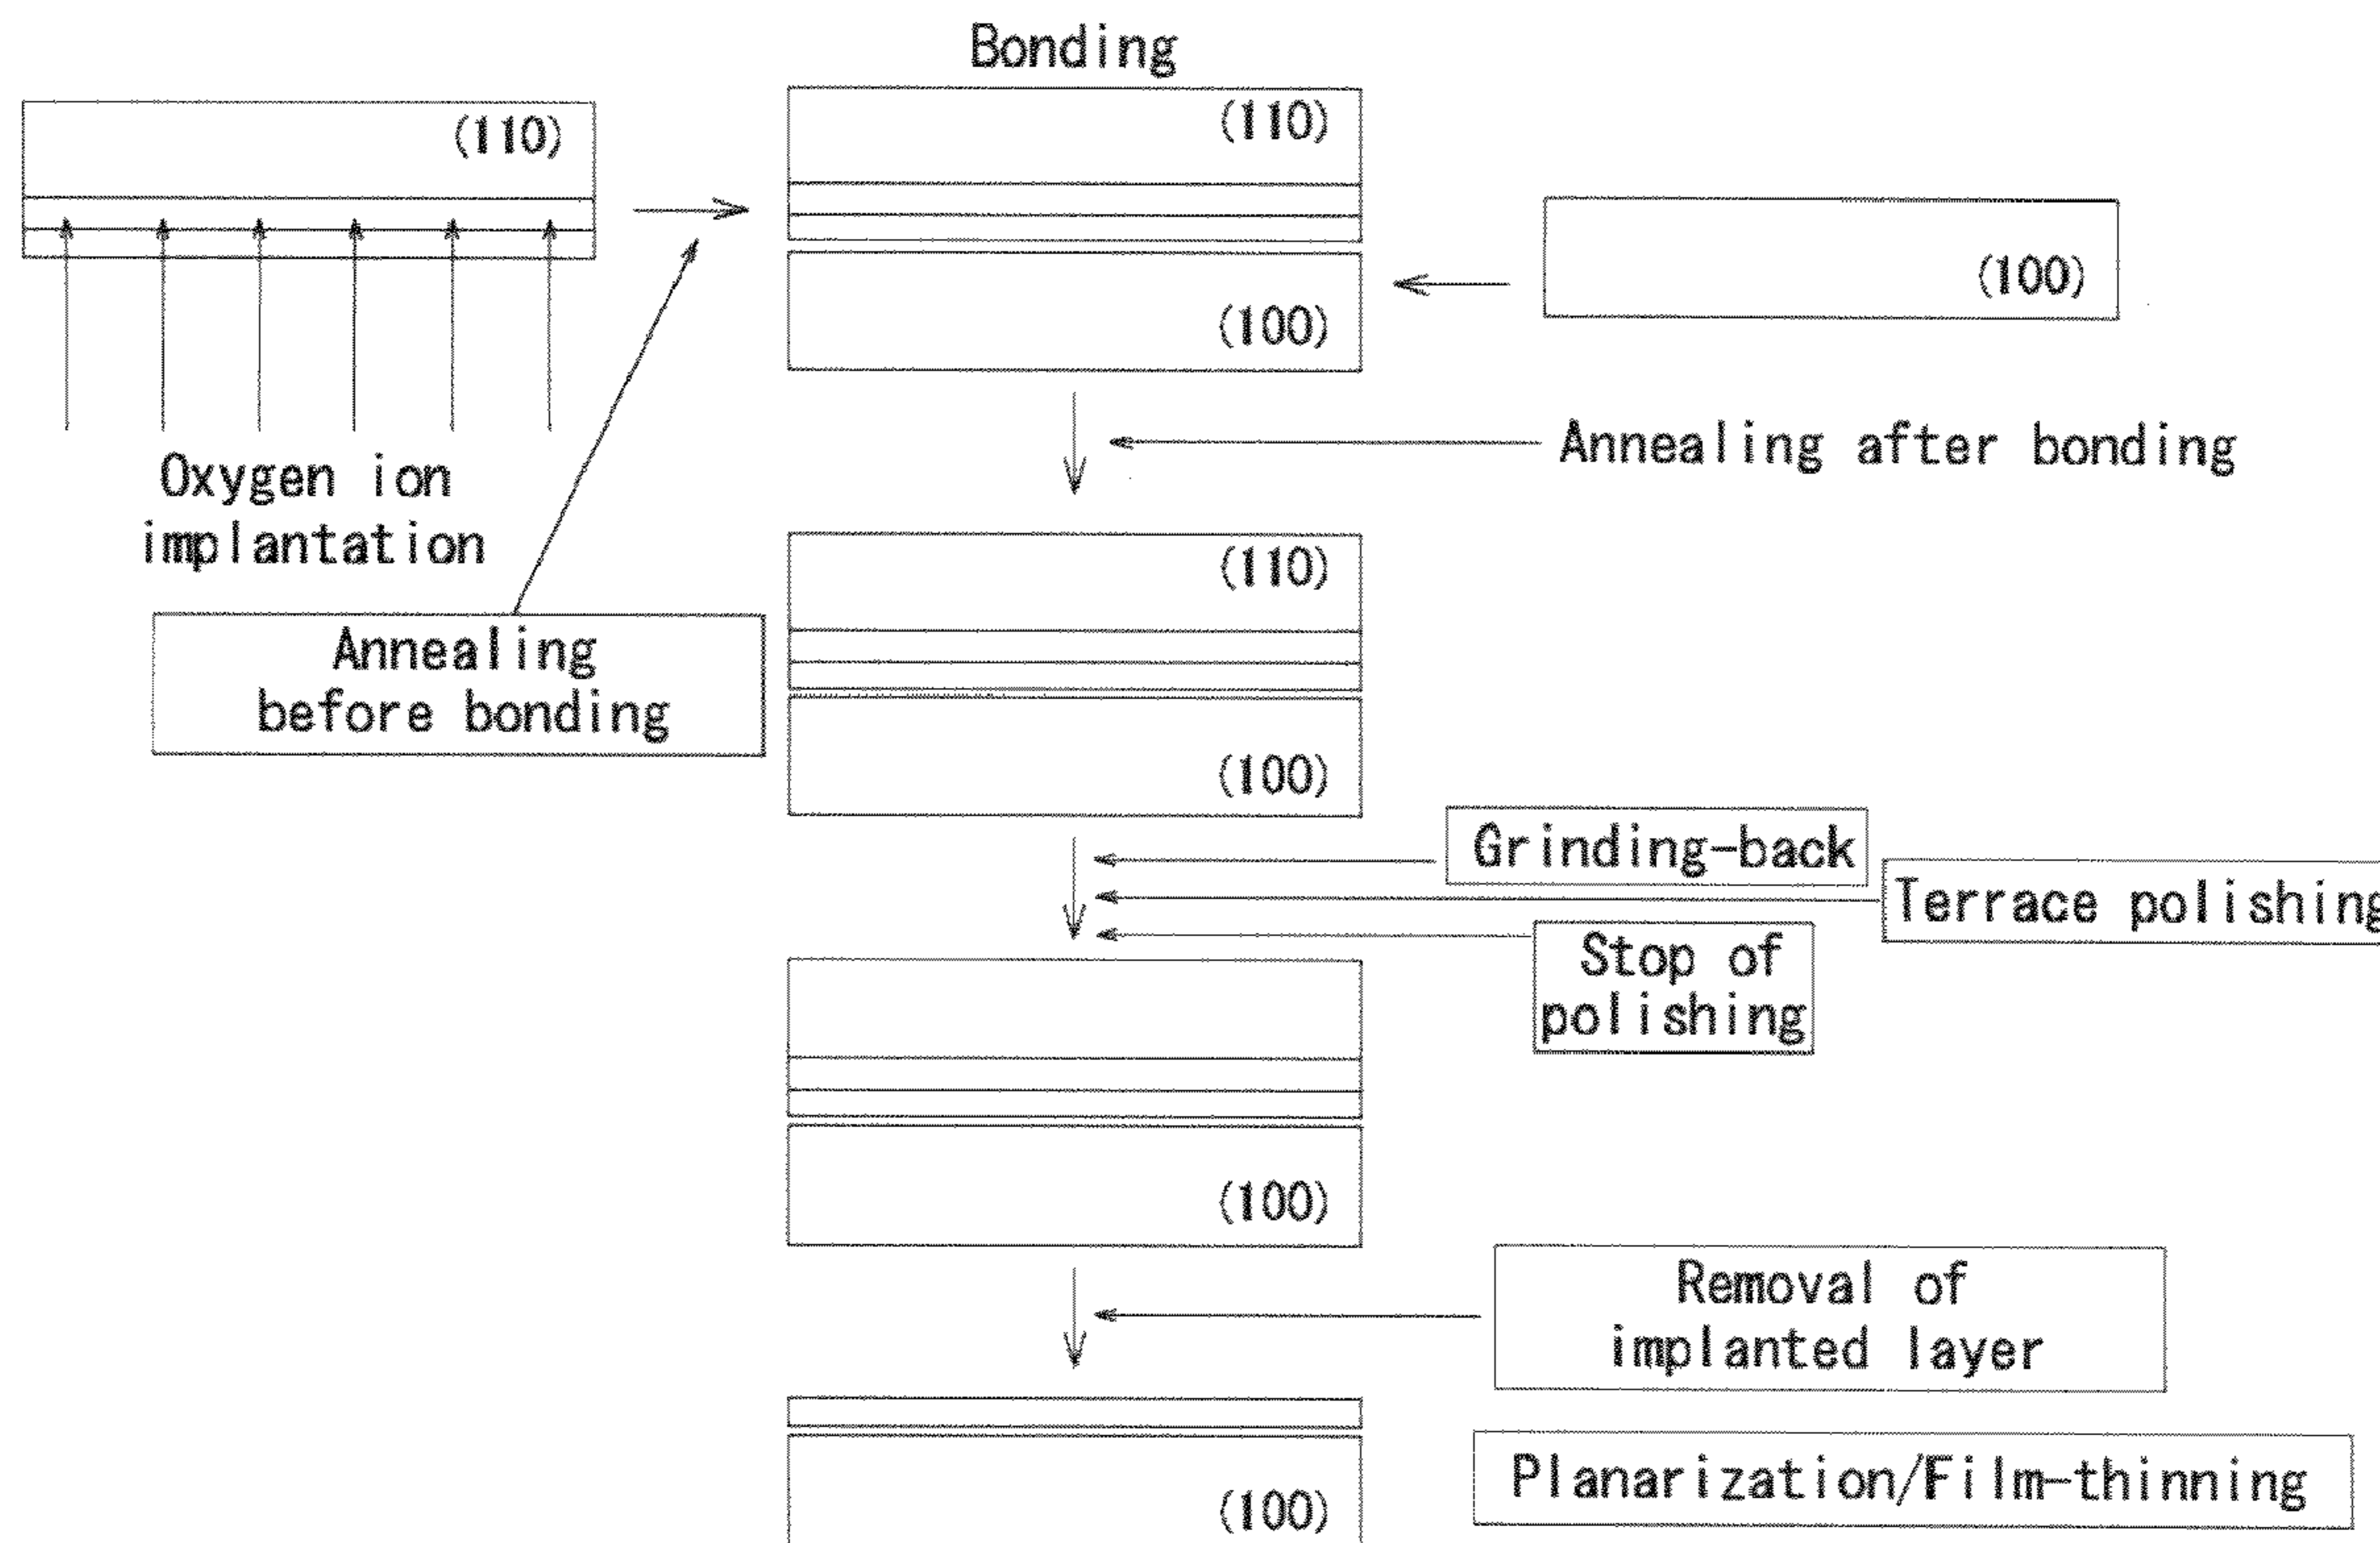 Bonding
(110)
(110)
(100)
(100)
Oxygen ion
implantation
Annealing after bonding
Annealing
before bonding
(110)
(100)
Grinding-back
Terrace polishing
Stop of
polishing
(100)
Removal of
implanted layer
(100)
Planarization/Film-thinning